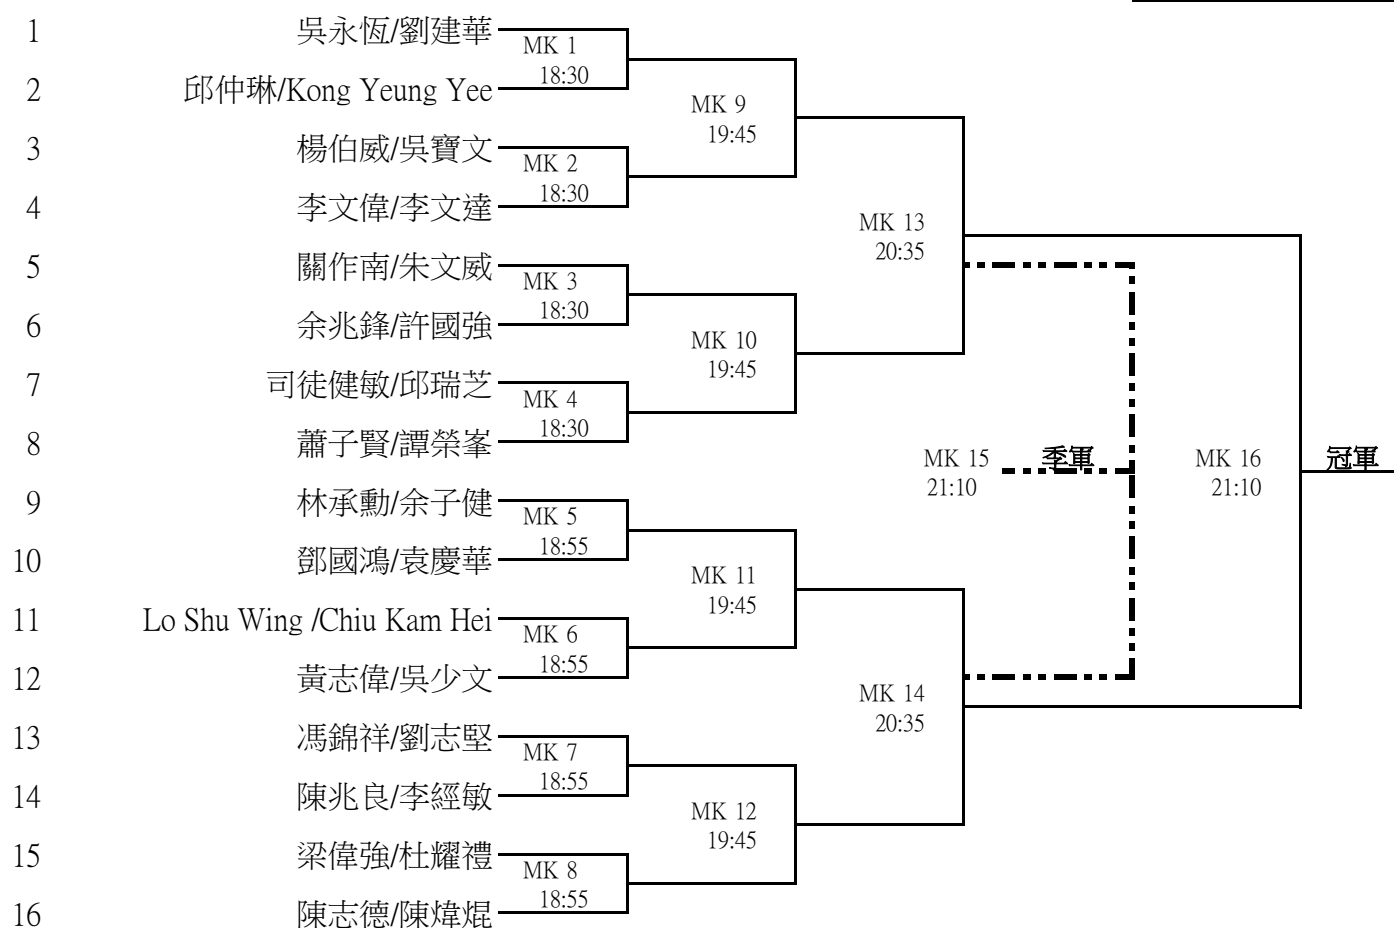 1 吳永恆/劉建華
MK 1
18:30
2 邱仲琳/Kong Yeung Yee
MK 9
19:45
3 楊伯威/吳寶文
MK 2
18:30
4 李文偉/李文達
MK 13
20:35
5 關作南/朱文威
MK 3
18:30
6 余兆鋒/許國強
MK 10
19:45
7 司徒健敏/邱瑞芝
MK 4
18:30
8 蕭子賢/譚榮峯
MK 15 季軍 MK 16 冠軍
21:10 21:10
9 林承勳/余子健
MK 5
18:55
10 鄧國鴻/袁慶華
MK 11
19:45
11 Lo Shu Wing /Chiu Kam Hei
MK 6
18:55
12 黃志偉/吳少文
MK 14
20:35
13 馮錦祥/劉志堅
MK 7
18:55
14 陳兆良/李經敏
MK 12
19:45
15 梁偉強/杜耀禮
MK 8
18:55
16 陳志德/陳煒焜